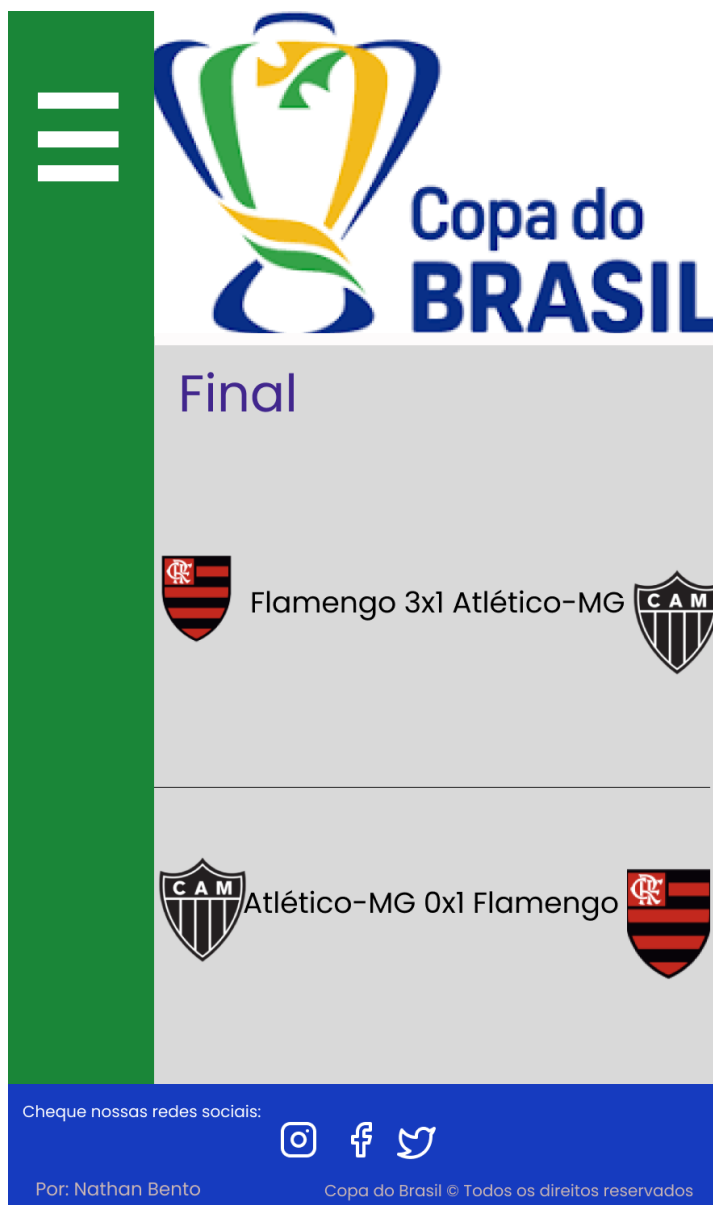 Copa do
BRASIL
Final
Flamengo 3x1 Atlético-MG
CAM
CAM
Atlético-MG 0x1 Flamengo
Cheque nossas redes sociais:
Por: Nathan Bento
Copa do Brasil © Todos os direitos reservados